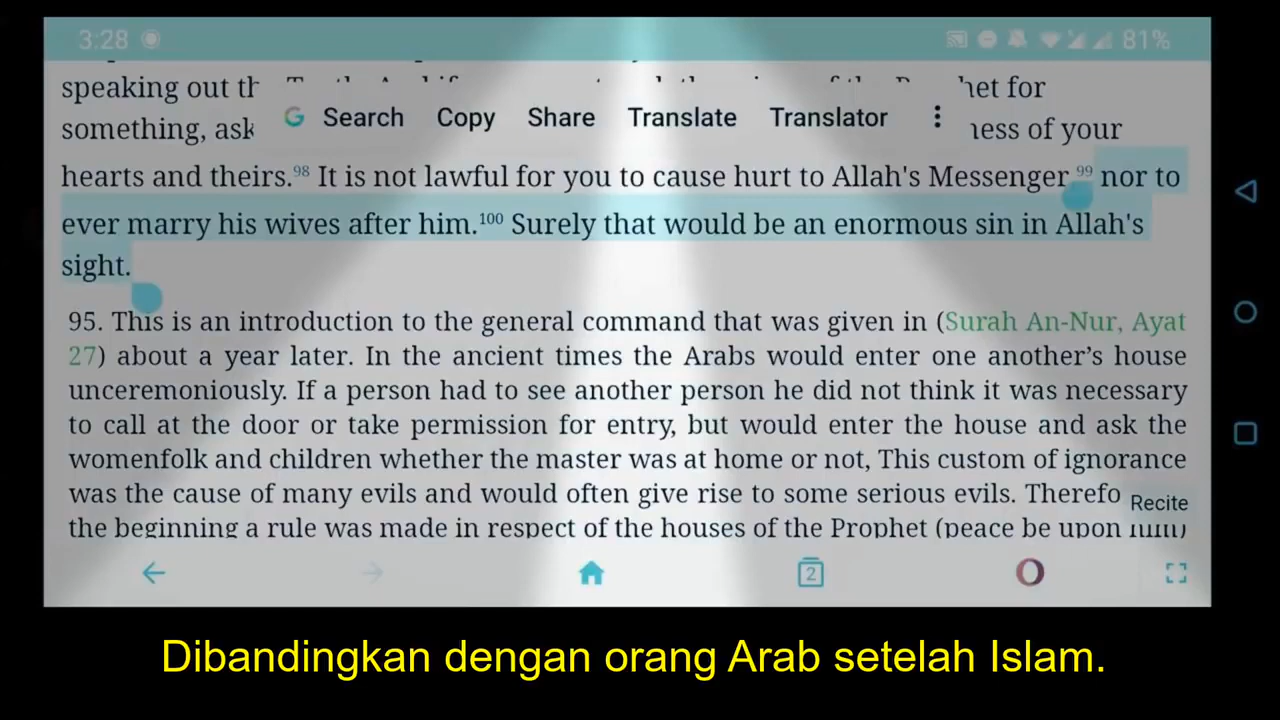 3:28 81%
speaking out
something, ask
Search Copy Share Translate Translator
for
of your
hearts and theirs.98 It is not lawful for you to cause hurt to Allah's Messenger 99 nor to
ever marry his wives after him.100 Surely that would be an enormous sin in Allah's
sight.
95. This is an introduction to the general command that was given in (Surah An-Nur, Ayat
27) about a year later. In the ancient times the Arabs would enter one another’s house
unceremoniously. If a person had to see another person he did not think it was necessary
to call at the door or take permission for entry, but would enter the house and ask the
womenfolk and children whether the master was at home or not, This custom of ignorance
was the cause of many evils and would often give rise to some serious evils.
Recite
the beginning a rule was made in respect of the houses of the Prophet (peace be upon
2
Dibandingkan dengan orang Arab setelah Islam.